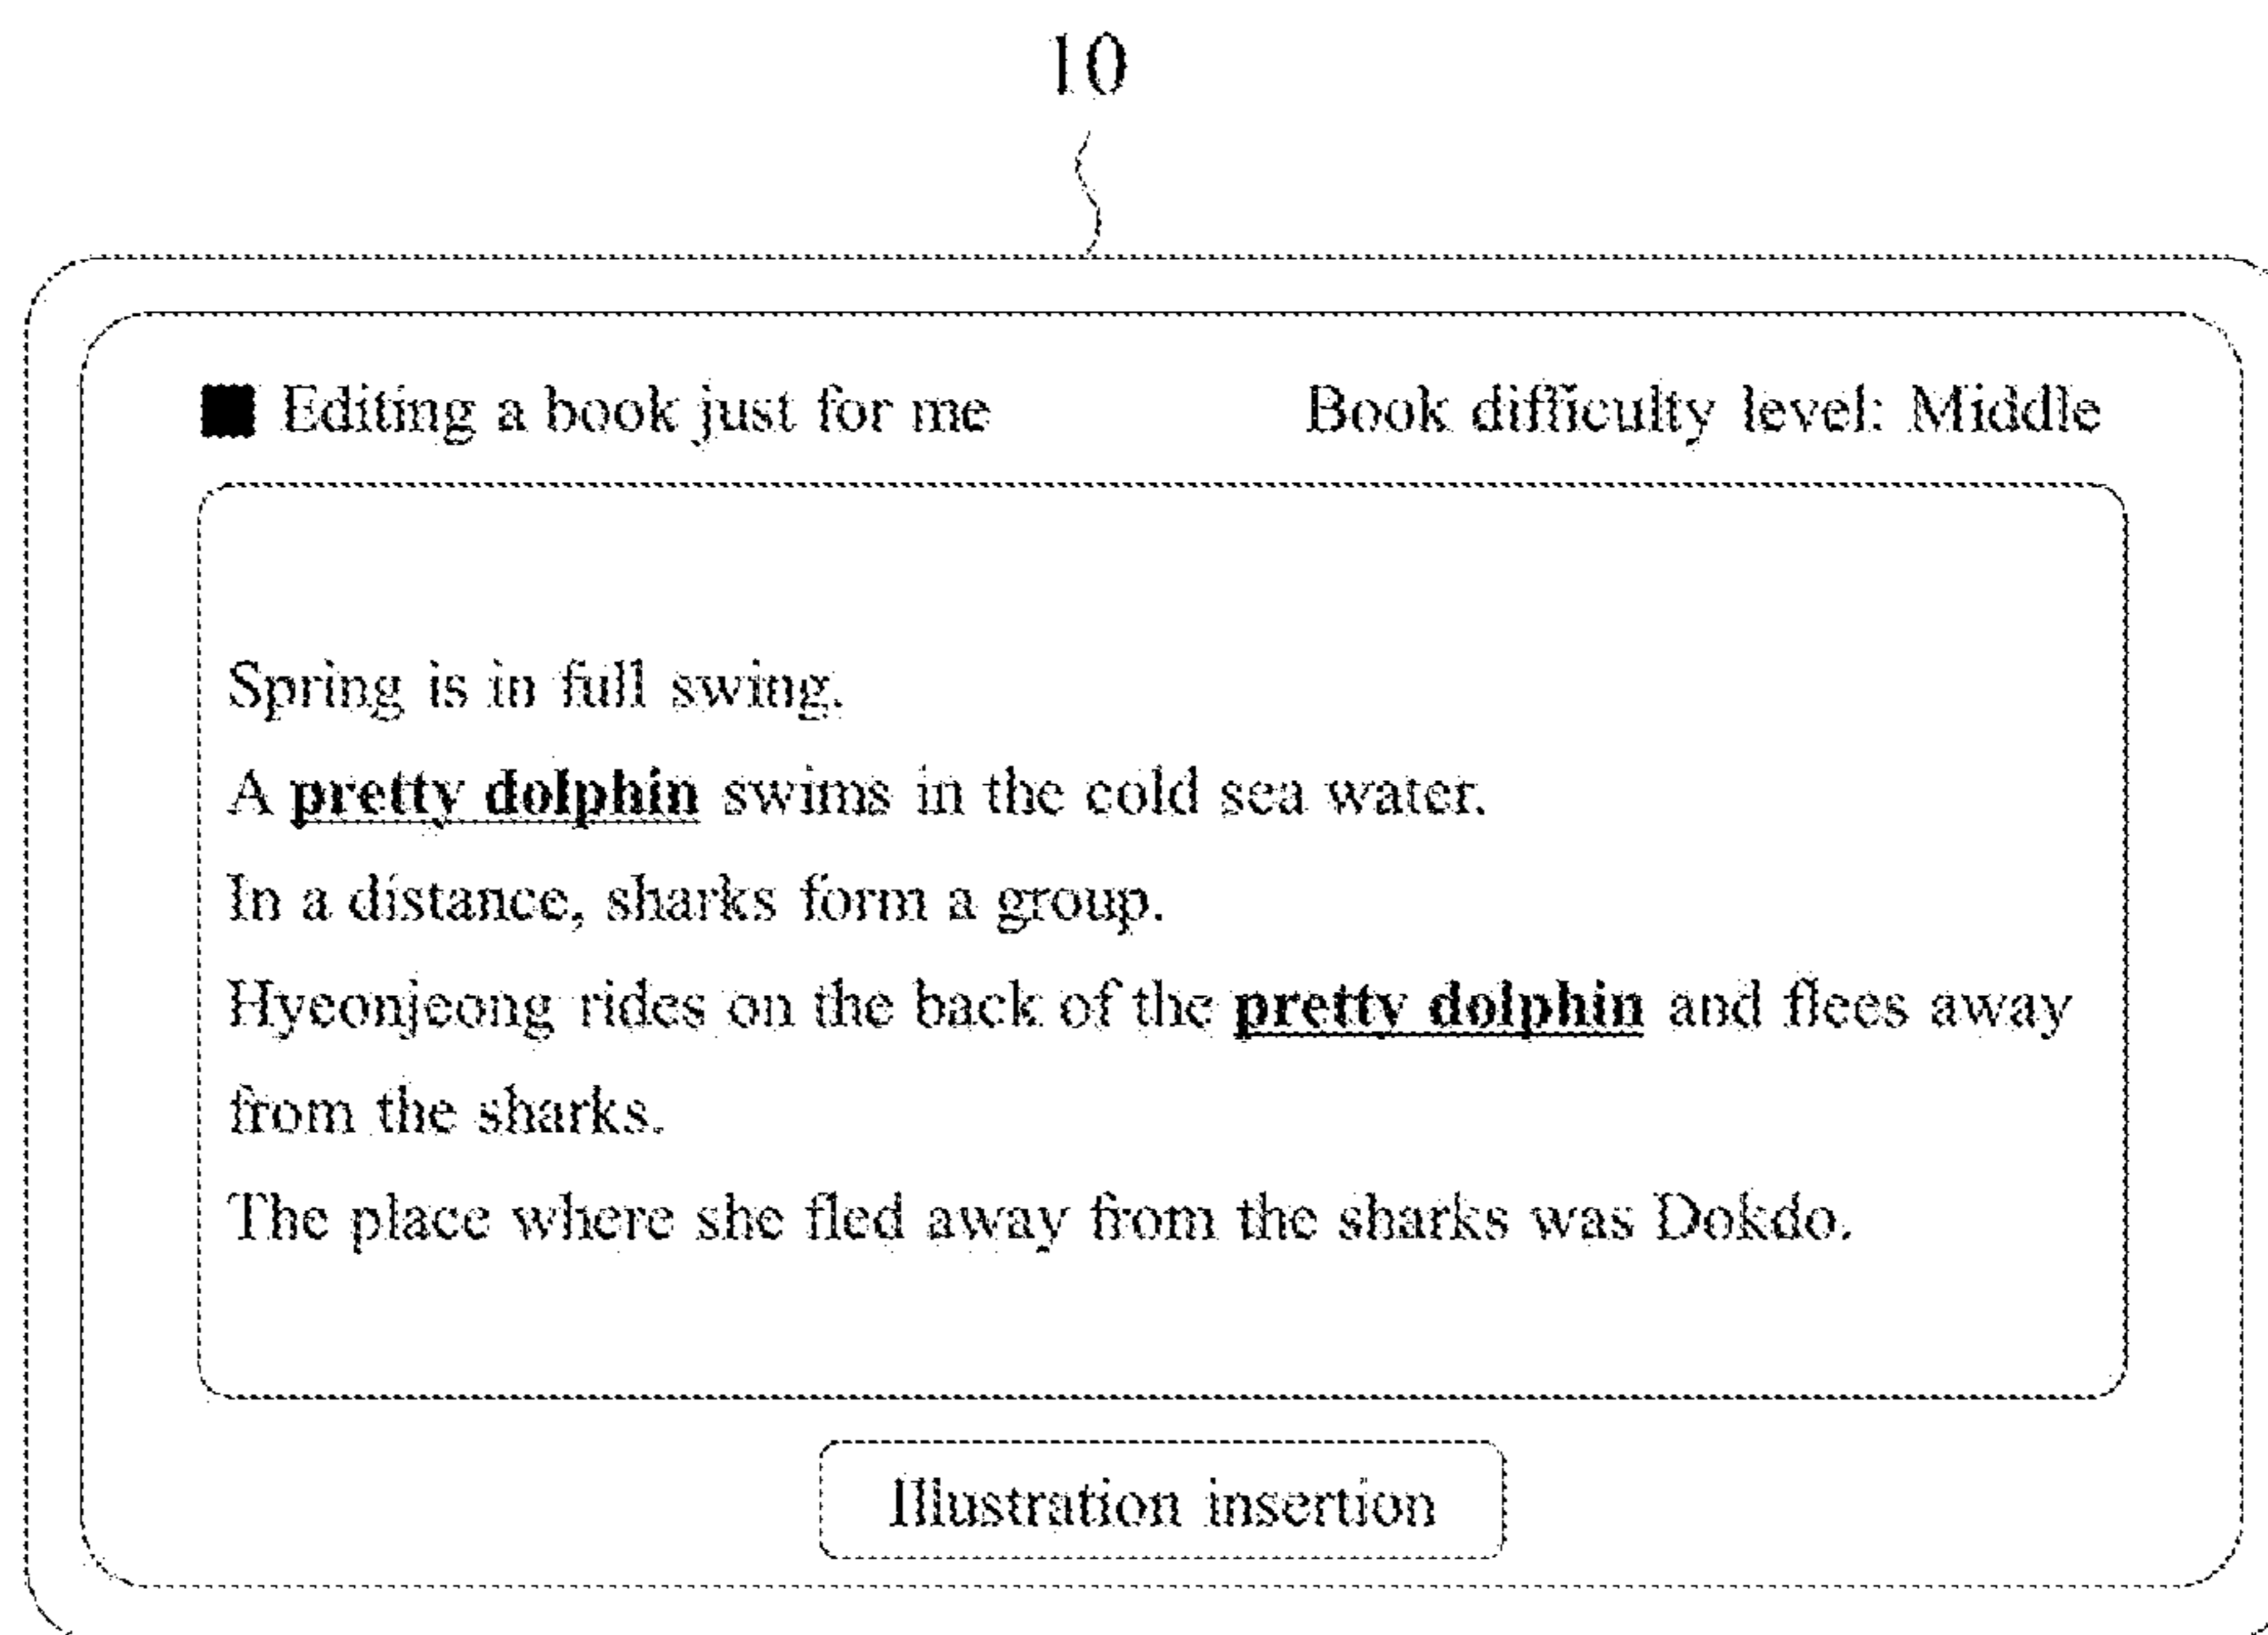 10
■ Editing a book just for me Book difficulty level: Middle
Spring is in full swing.
A pretty dolphin swims in the cold sea water.
In a distance, sharks form a group.
Hyeonjeong rides on the back of the pretty dolphin and flees away
from the sharks.
The place where she fled away from the sharks was Dokdo.
Illustration insertion